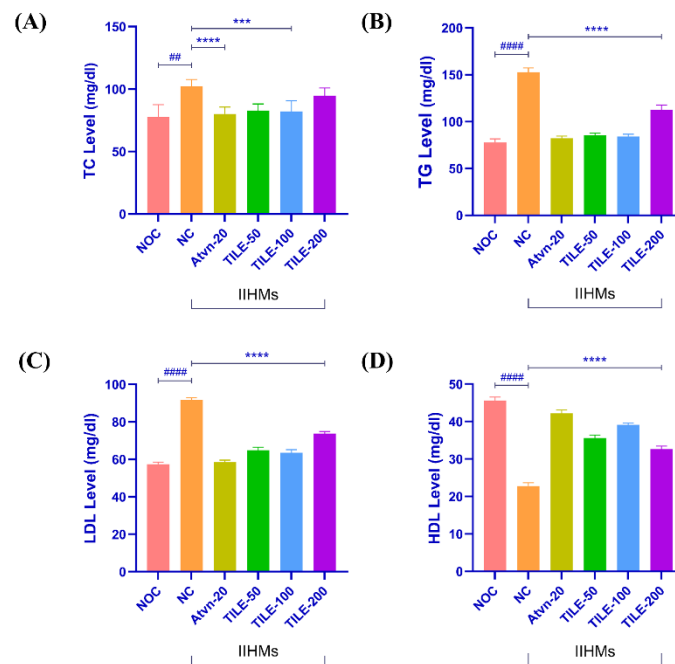 (A)
TC Level (mg/dl)
150
100
50
0
##
****
***
NOC
NC
Atvn-20
TILE-50
TILE-100
TILE-200
IIHMs
(B)
TG Level (mg/dl)
200
150
100
50
0
####
****
NOC
NC
Atvn-20
TILE-50
TILE-100
TILE-200
IIHMs
(C)
LDL Level (mg/dl)
100
80
60
40
20
0
####
****
NOC
NC
Atvn-20
TILE-50
TILE-100
TILE-200
IIHMs
(D)
HDL Level (mg/dl)
50
40
30
20
10
0
####
****
NOC
NC
Atvn-20
TILE-50
TILE-100
TILE-200
IIHMs